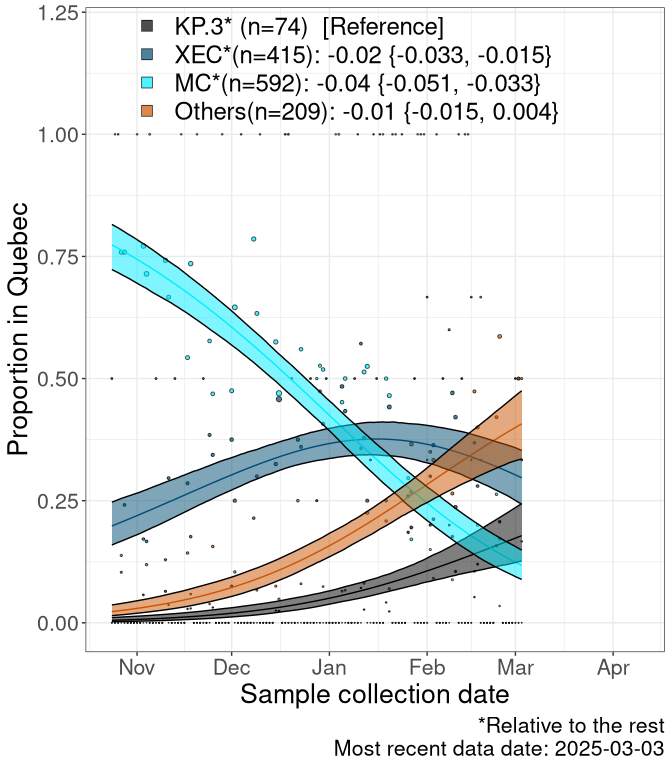 KP.3* (n=74)  [Reference]
XEC*(n=415): -0.02 {-0.033, -0.015}
MC*(n=592): -0.04 {-0.051, -0.033}
Others(n=209): -0.01 {-0.015, 0.004}
1.25
1.00
0.75
0.50
0.25
0.00
Proportion in Quebec
Nov Dec Jan Feb Mar Apr
Sample collection date
*Relative to the rest
Most recent data date: 2025-03-03